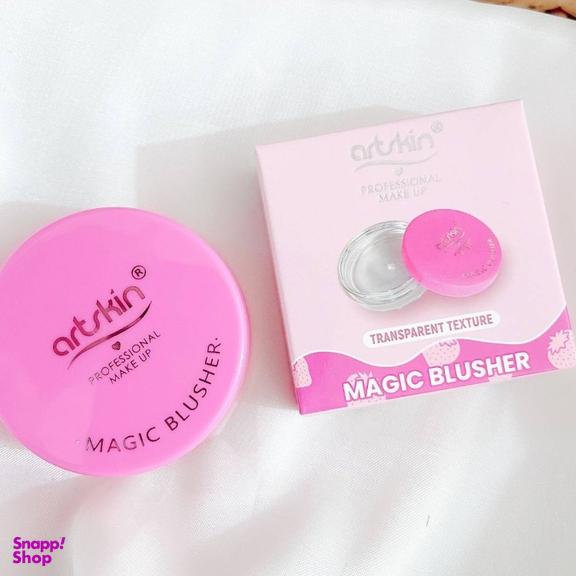 artskin®
PROFESSIONAL
MAKE UP
MAGIC BLUSHER
artskin®
PROFESSIONAL
MAKE UP
TRANSPARENT TEXTURE
MAGIC BLUSHER
Snapp!
Shop